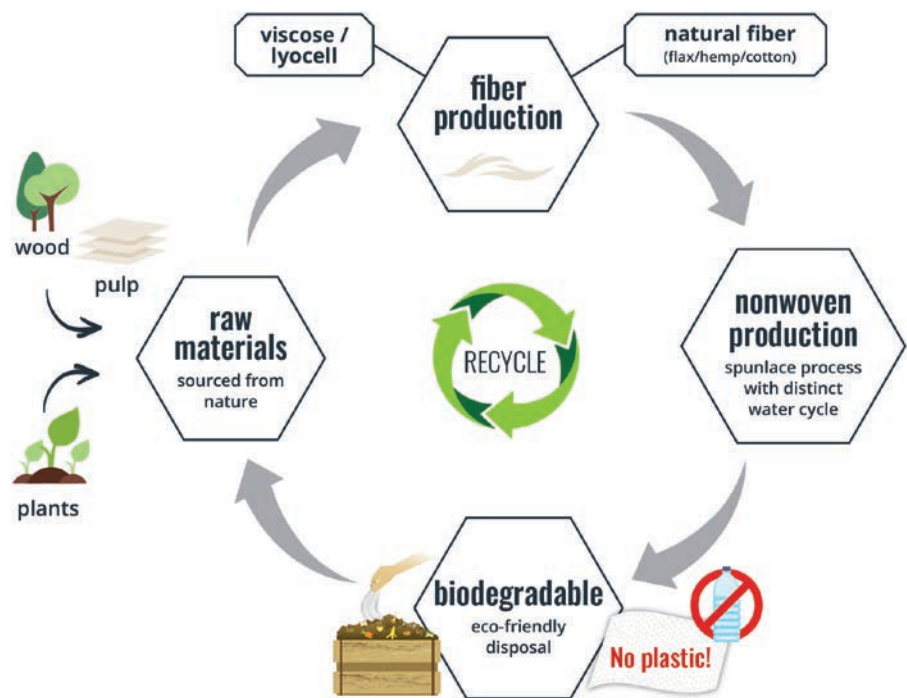 viscose /
lyocell
natural fiber
(flax/hemp/cotton)
fiber
production
wood
pulp
raw
materials
sourced from
nature
plants
RECYCLE
nonwoven
production
spunlace process
with distinct
water cycle
biodegradable
eco-friendly
disposal
No plastic!